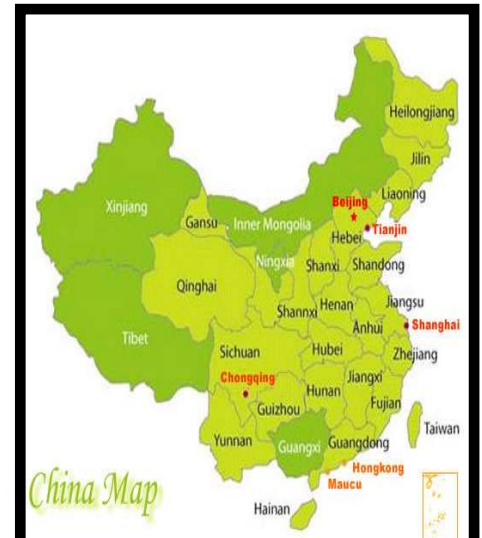 Heilongjiang
Jilin
Liaoning
Beijing
Tianjin
Hebei
Xinjiang
Gansu
Inner Mongolia
Ningxia
Shanxi
Shandong
Qinghai
Shannxi
Henan
Jiangsu
Anhui
Shanghai
Tibet
Sichuan
Hubei
Zhejiang
Chongqing
Hunan
Jiangxi
Guizhou
Fujian
Yunnan
Guangxi
Guangdong
Taiwan
Hongkong
Maucu
China Map
Hainan